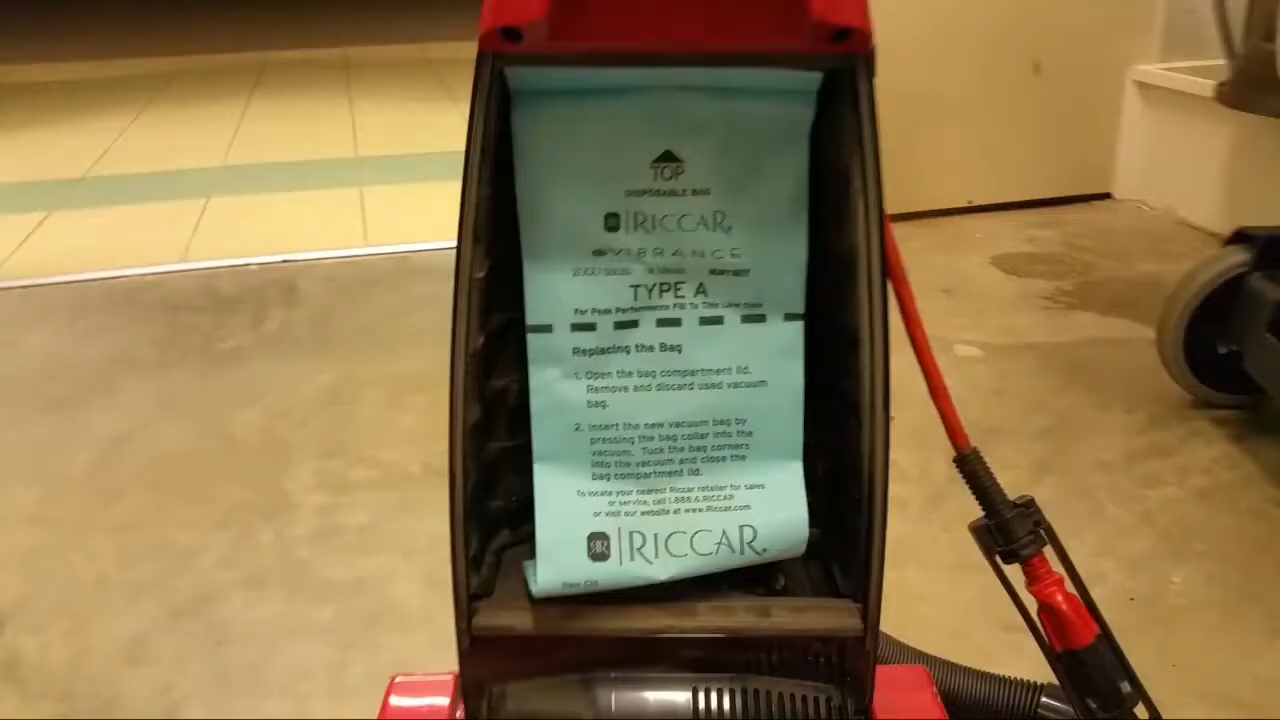 TOP
DISPOSABLE BAG
RICCAR
VIBRANCE
2000
TYPE A
For Peak Performance Fill To This Line
Replacing the Bag
1. Open the bag compartment lid.
Remove and discard used vacuum
bag.
2. Insert the new vacuum bag by
pressing the bag collar into the
vacuum. Tuck the bag corners
into the vacuum and close the
bag compartment lid.
To locate your nearest Riccar retailer for sales
or service, call 1.888.6.RICCAR
or visit our website at www.Riccar.com
RR RICCAR